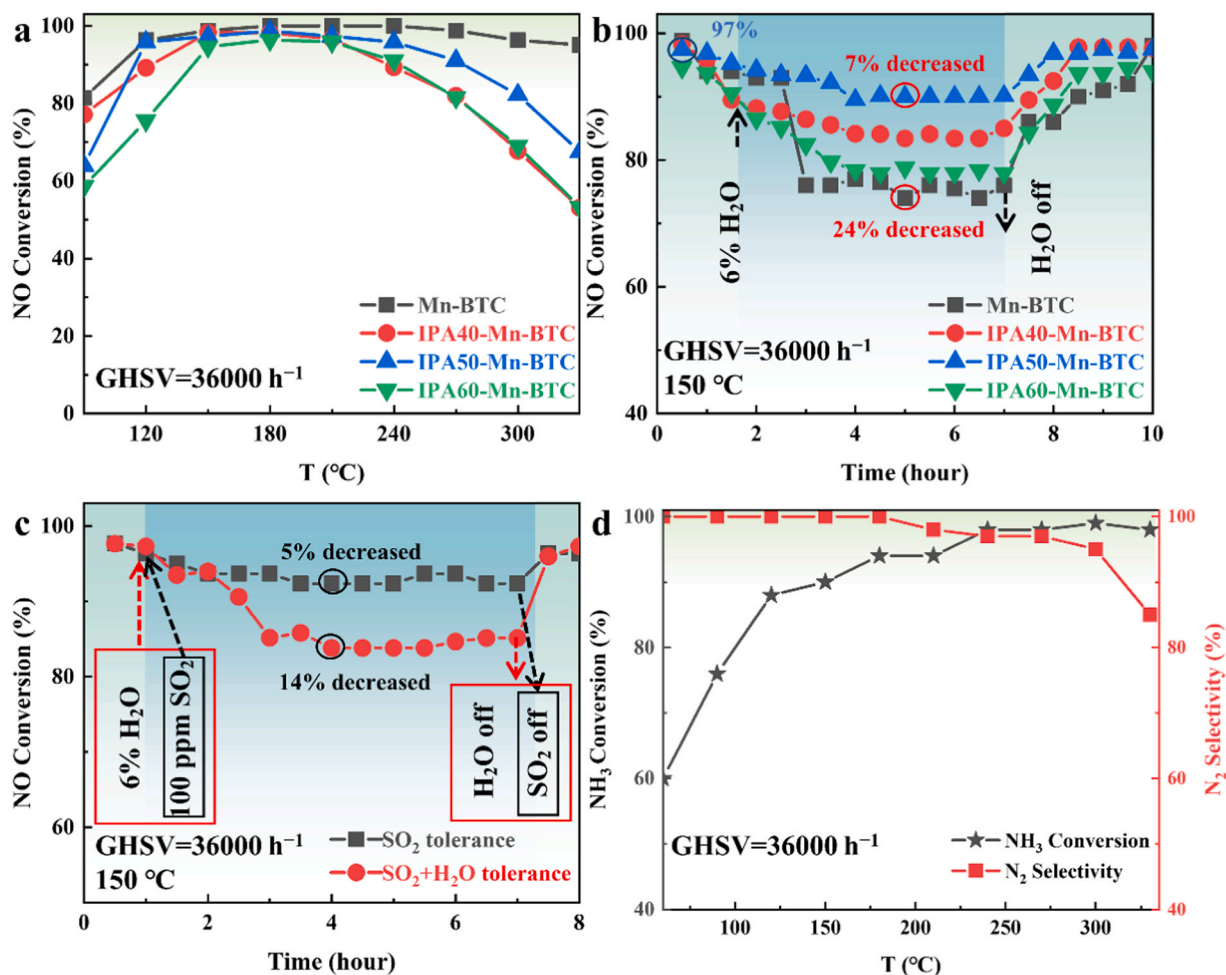 a
NO Conversion (%)
100
80
60
40
20
0
120
180
240
300
T (℃)
Mn-BTC
IPA40-Mn-BTC
IPA50-Mn-BTC
IPA60-Mn-BTC
GHSV=36000 h⁻¹
b
NO Conversion (%)
100
80
60
40
0
2
4
6
8
10
Time (hour)
97%
7% decreased
24% decreased
6% H₂O
H₂O off
Mn-BTC
IPA40-Mn-BTC
IPA50-Mn-BTC
IPA60-Mn-BTC
GHSV=36000 h⁻¹
150 ℃
c
NO Conversion (%)
100
80
60
0
2
4
6
8
Time (hour)
5% decreased
14% decreased
6% H₂O
100 ppm SO₂
H₂O off
SO₂ off
SO₂ tolerance
SO₂+H₂O tolerance
GHSV=36000 h⁻¹
150 ℃
d
NH₃ Conversion (%)
100
80
60
40
100
150
200
250
300
T (℃)
N₂ Selectivity (%)
100
80
60
40
GHSV=36000 h⁻¹
NH₃ Conversion
N₂ Selectivity